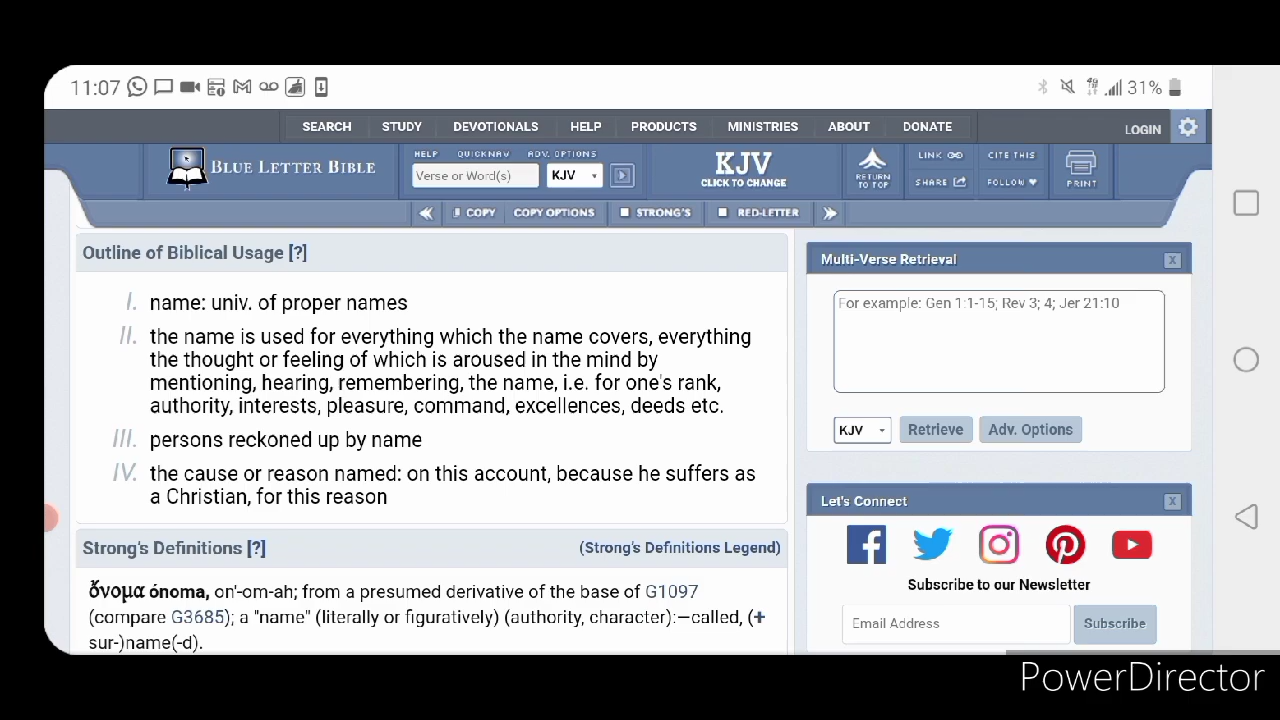 11:07 31%
SEARCH STUDY DEVOTIONALS HELP PRODUCTS MINISTRIES ABOUT DONATE LOGIN
HELP QUICKNAV ADV. OPTIONS
BLUE LETTER BIBLE
Verse or Word(s) KJV
KJV
CLICK TO CHANGE
RETURN
TO TOP
LINK CITE THIS
SHARE FOLLOW
PRINT
COPY COPY OPTIONS STRONG'S RED-LETTER
Outline of Biblical Usage [?]
I. name: univ. of proper names
II. the name is used for everything which the name covers, everything
the thought or feeling of which is aroused in the mind by
mentioning, hearing, remembering, the name, i.e. for one's rank,
authority, interests, pleasure, command, excellences, deeds etc.
III. persons reckoned up by name
IV. the cause or reason named: on this account, because he suffers as
a Christian, for this reason
Strong's Definitions [?] (Strong's Definitions Legend)
ὄνομα ónoma, on'-om-ah; from a presumed derivative of the base of G1097
(compare G3685); a "name" (literally or figuratively) (authority, character):—called, (+
sur-)name(-d).
Multi-Verse Retrieval X
For example: Gen 1:1-15; Rev 3; 4; Jer 21:10
KJV Retrieve Adv. Options
Let's Connect X
Subscribe to our Newsletter
Email Address Subscribe
PowerDirector